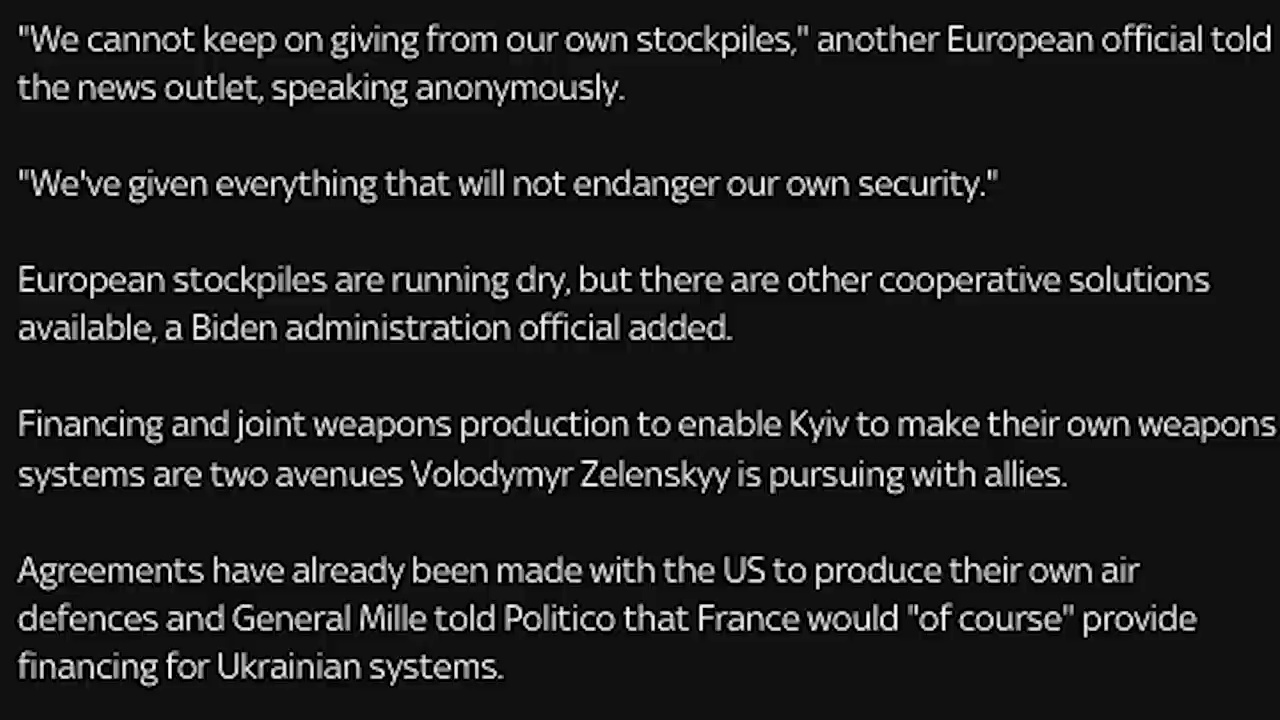 "We cannot keep on giving from our own stockpiles," another European official told
the news outlet, speaking anonymously.
"We've given everything that will not endanger our own security."
European stockpiles are running dry, but there are other cooperative solutions
available, a Biden administration official added.
Financing and joint weapons production to enable Kyiv to make their own weapons
systems are two avenues Volodymyr Zelenskyy is pursuing with allies.
Agreements have already been made with the US to produce their own air
defences and General Mille told Politico that France would "of course" provide
financing for Ukrainian systems.